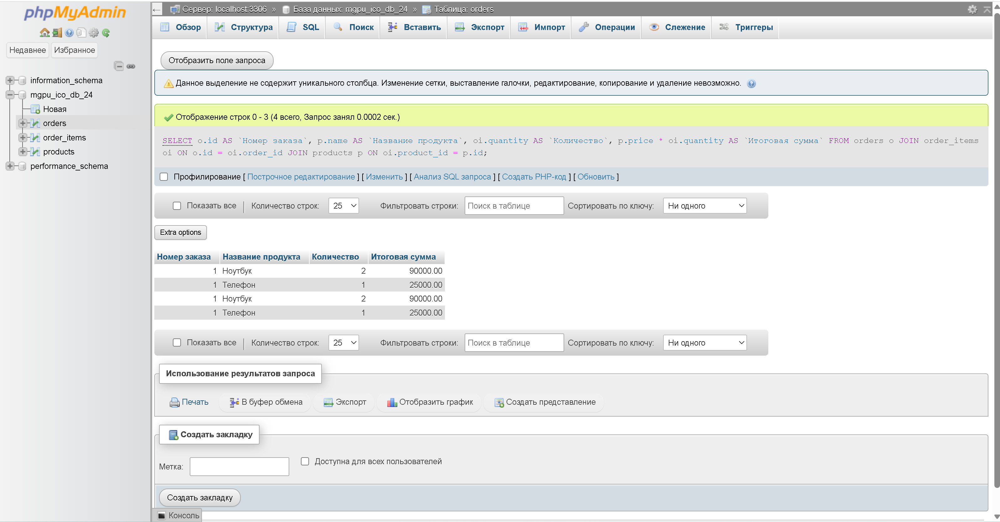 phpMyAdmin
Недавнее Избранное
information_schema
mgpu_ico_db_24
Новая
orders
order_items
products
performance_schema
Сервер: localhost:3306 » База данных: mgpu_ico_db_24 » Таблица: orders
Обзор Структура SQL Поиск Вставить Экспорт Импорт Операции Слежение Триггеры
Отобразить поле запроса
Данное выделение не содержит уникального столбца. Изменение сетки, выставление галочки, редактирование, копирование и удаление невозможно.
Отображение строк 0 - 3 (4 всего, Запрос занял 0.0002 сек.)
SELECT o.id AS `Номер заказа`, p.name AS `Название продукта`, oi.quantity AS `Количество`, p.price * oi.quantity AS `Итоговая сумма` FROM orders o JOIN order_items
oi ON o.id = oi.order_id JOIN products p ON oi.product_id = p.id;
Профилирование [ Построчное редактирование ] [ Изменить ] [ Анализ SQL запроса ] [ Создать PHP-код ] [ Обновить ]
Показать все | Количество строк: 25 Фильтровать строки: Поиск в таблице Сортировать по ключу: Ни одного
Extra options
Номер заказа Название продукта Количество Итоговая сумма
1 Ноутбук 2 90000.00
1 Телефон 1 25000.00
1 Ноутбук 2 90000.00
1 Телефон 1 25000.00
Показать все | Количество строк: 25 Фильтровать строки: Поиск в таблице Сортировать по ключу: Ни одного
Использование результатов запроса
Печать В буфер обмена Экспорт Отобразить график Создать представление
Создать закладку
Метка: Доступна для всех пользователей
Создать закладку
Консоль